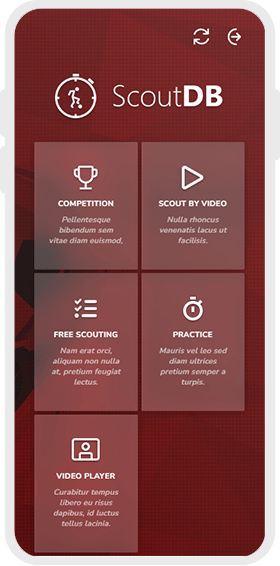 ScoutDB
COMPETITION
Pellentesque
bibendum sem
vitae diam euismod,
SCOUT BY VIDEO
Nulla rhoncus
venenatis lacus ut
facilisis.
FREE SCOUTING
Nam erat orci,
aliquam non nulla
at, pretium feugiat
lectus.
PRACTICE
Mauris vel leo sed
diam ultrices
pretium semper a
turpis.
VIDEO PLAYER
Curabitur tempus
libero eu risus
dapibus, id luctus
tellus lacinia.